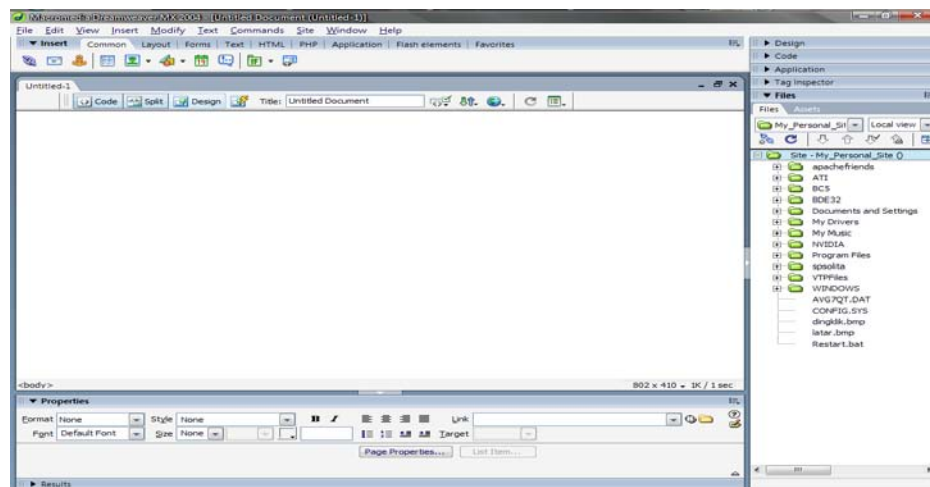 Macromedia Dreamweaver MX 2004 - [Untitled Document (Untitled-1)]
File Edit View Insert Modify Text Commands Site Window Help
Insert Common Layout Forms Text HTML PHP Application Flash elements Favorites
Untitled-1
Code Split Design Title: Untitled Document
<body>
802 x 410 1K / 1 sec
Properties
Format None Style None B I Link
Font Default Font Size None Target
Page Properties... List Item...
Results
Design
Code
Application
Tag Inspector
Files
Files Assets
My_Personal_Sit Local view
Site - My_Personal_Site ()
apachefriends
ATI
BCS
BDE32
Documents and Settings
My Drivers
My Music
NVIDIA
Program Files
spsolita
VTPFiles
WINDOWS
AVG7QT.DAT
CONFIG.SYS
dingklik.bmp
latar.bmp
Restart.bat